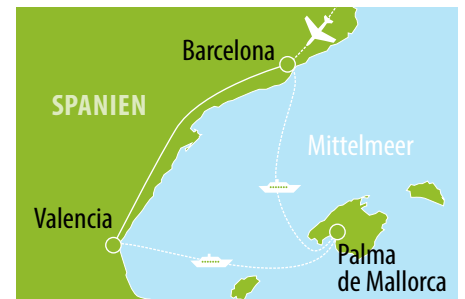 Barcelona
SPANIEN
Mittelmeer
Valencia
Palma
de Mallorca